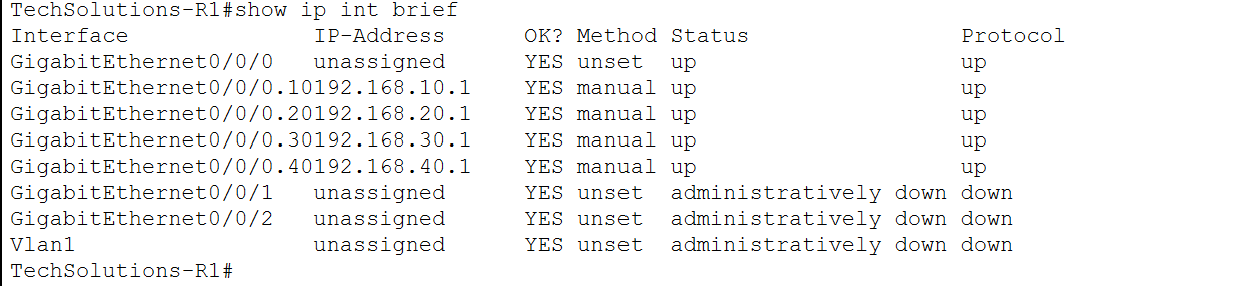 TechSolutions-R1#show ip int brief
Interface              IP-Address      OK? Method Status                Protocol
GigabitEthernet0/0/0   unassigned      YES unset  up                    up
GigabitEthernet0/0/0.10192.168.10.1    YES manual up                    up
GigabitEthernet0/0/0.20192.168.20.1    YES manual up                    up
GigabitEthernet0/0/0.30192.168.30.1    YES manual up                    up
GigabitEthernet0/0/0.40192.168.40.1    YES manual up                    up
GigabitEthernet0/0/1   unassigned      YES unset  administratively down down
GigabitEthernet0/0/2   unassigned      YES unset  administratively down down
Vlan1                  unassigned      YES unset  administratively down down
TechSolutions-R1#